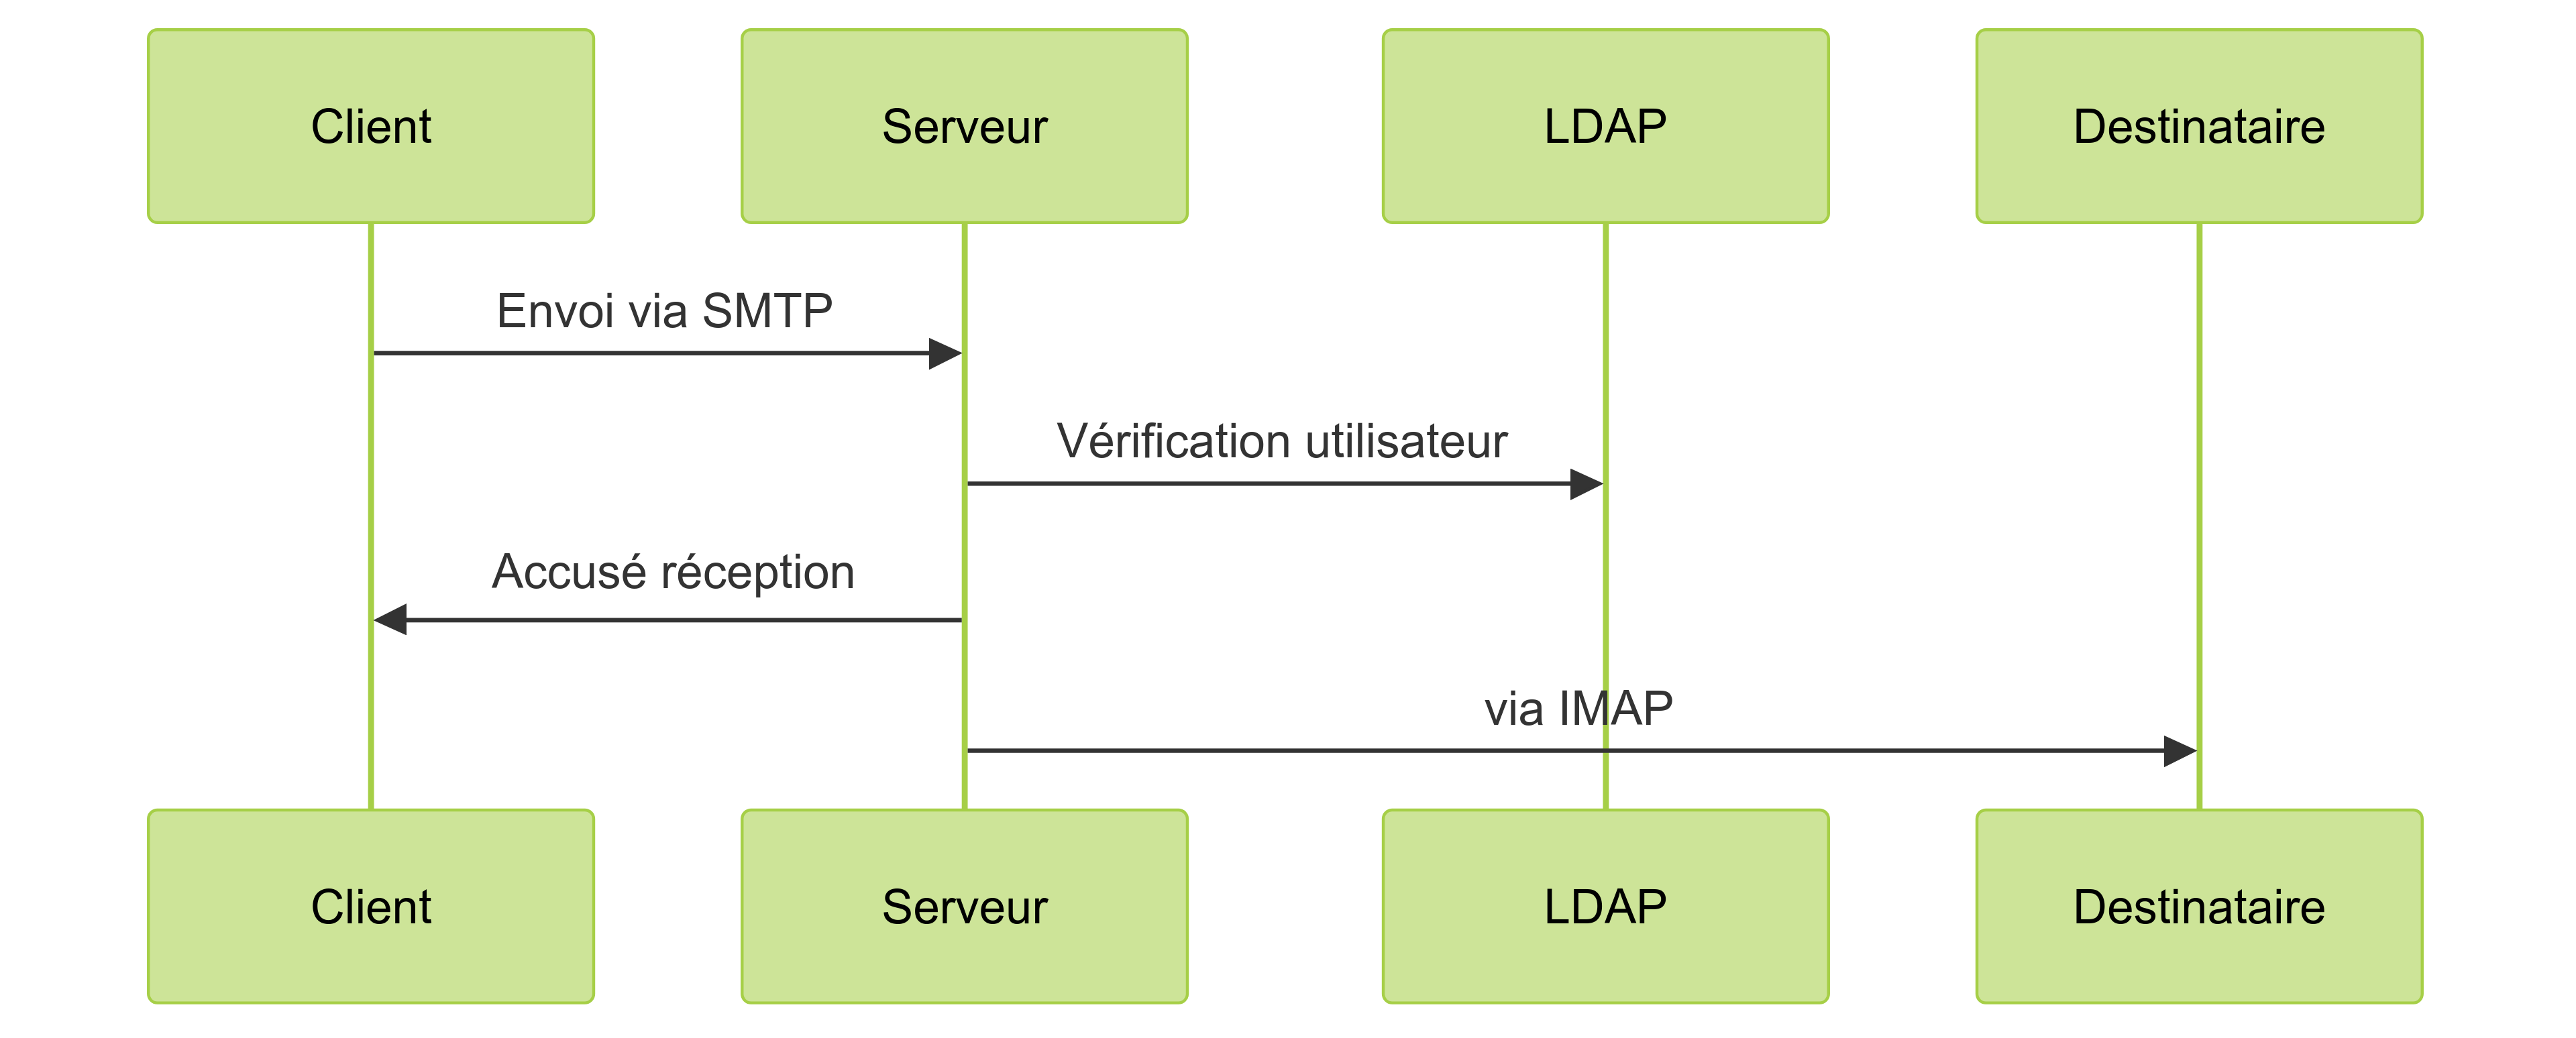 Client
Serveur
LDAP
Destinataire
Envoi via SMTP
Vérification utilisateur
Accusé réception
via IMAP
Client
Serveur
LDAP
Destinataire